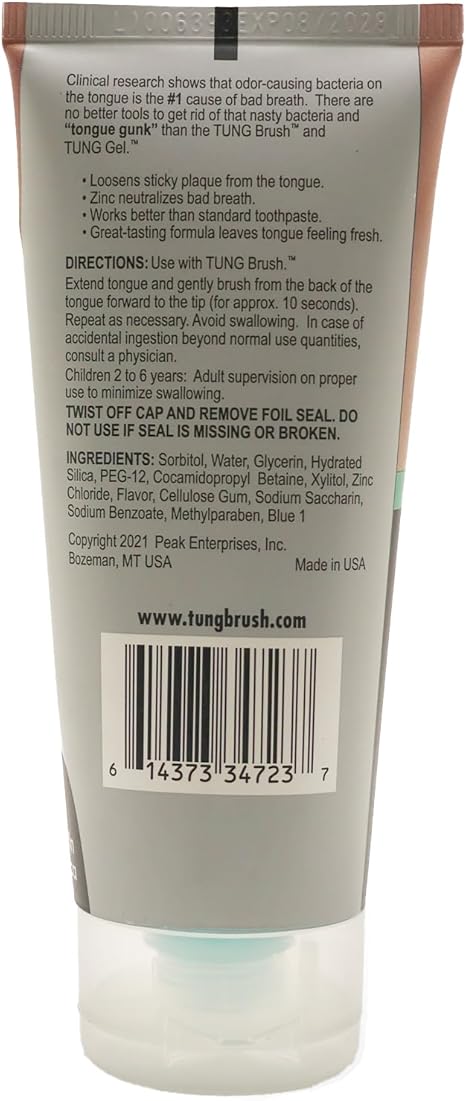 EXP08/2028
Clinical research shows that odor-causing bacteria on
the tongue is the #1 cause of bad breath. There are
no better tools to get rid of that nasty bacteria and
“tongue gunk” than the TUNG Brush™ and
TUNG Gel.™
• Loosens sticky plaque from the tongue.
• Zinc neutralizes bad breath.
• Works better than standard toothpaste.
• Great-tasting formula leaves tongue feeling fresh.
DIRECTIONS: Use with TUNG Brush.™
Extend tongue and gently brush from the back of the
tongue forward to the tip (for approx. 10 seconds).
Repeat as necessary. Avoid swallowing. In case of
accidental ingestion beyond normal use quantities,
consult a physician.
Children 2 to 6 years: Adult supervision on proper
use to minimize swallowing.
TWIST OFF CAP AND REMOVE FOIL SEAL. DO
NOT USE IF SEAL IS MISSING OR BROKEN.
INGREDIENTS: Sorbitol, Water, Glycerin, Hydrated
Silica, PEG-12, Cocamidopropyl Betaine, Xylitol, Zinc
Chloride, Flavor, Cellulose Gum, Sodium Saccharin,
Sodium Benzoate, Methylparaben, Blue 1
Copyright 2021 Peak Enterprises, Inc.
Bozeman, MT USA Made in USA
www.tungbrush.com
6 14373 34723 7